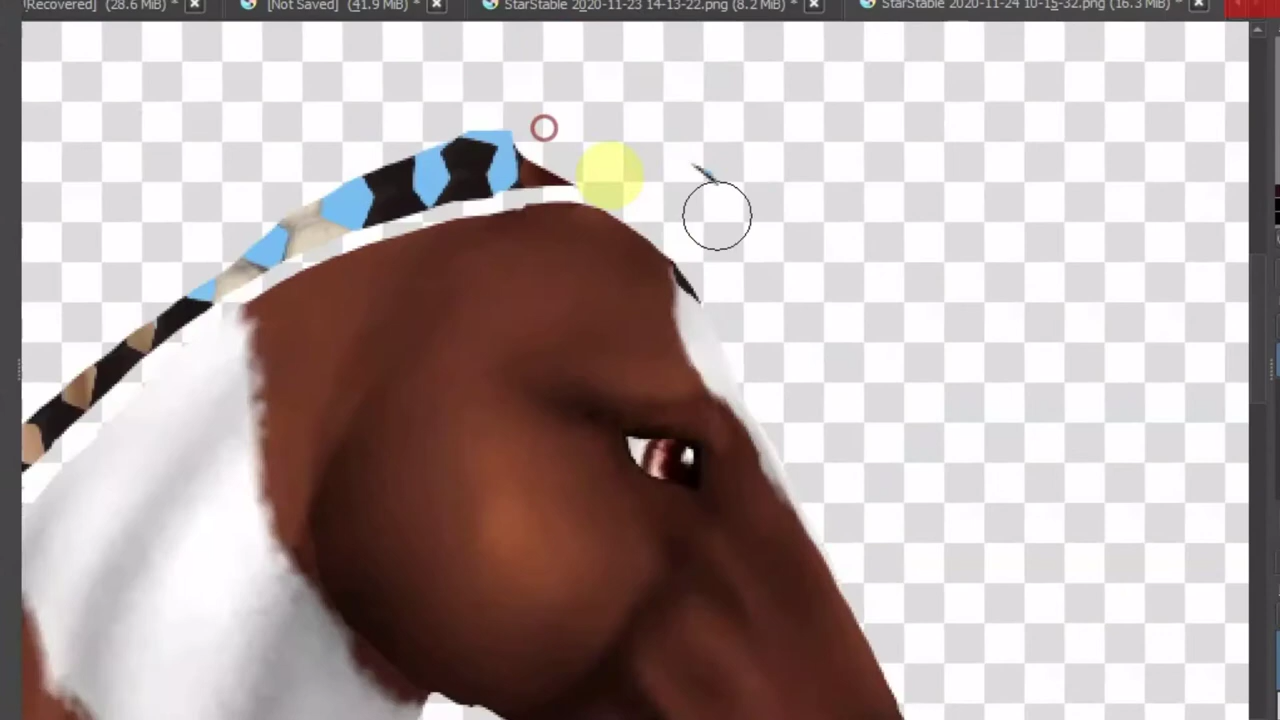 [Recovered] (28.6 MiB) * [Not Saved] (41.9 MiB) * StarStable 2020-11-23 14-13-22.png (8.2 MiB) * StarStable 2020-11-24 10-15-32.png (16.3 MiB) *